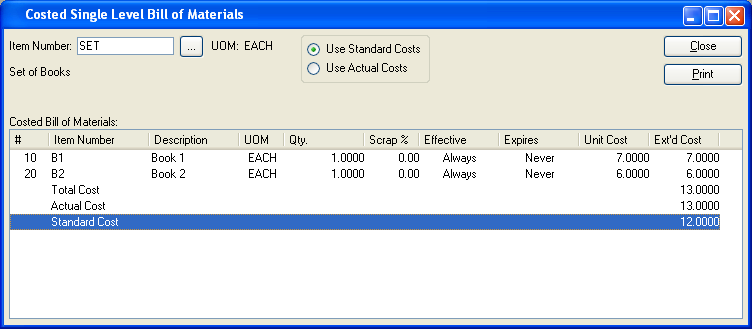 Costed Single Level Bill of Materials
Item Number: SET ... UOM: EACH
Use Standard Costs
Use Actual Costs
Close
Print
Set of Books
Costed Bill of Materials:
# Item Number Description UOM Qty. Scrap % Effective Expires Unit Cost Ext'd Cost
10 B1 Book 1 EACH 1.0000 0.00 Always Never 7.0000 7.0000
20 B2 Book 2 EACH 1.0000 0.00 Always Never 6.0000 6.0000
Total Cost 13.0000
Actual Cost 13.0000
Standard Cost 12.0000